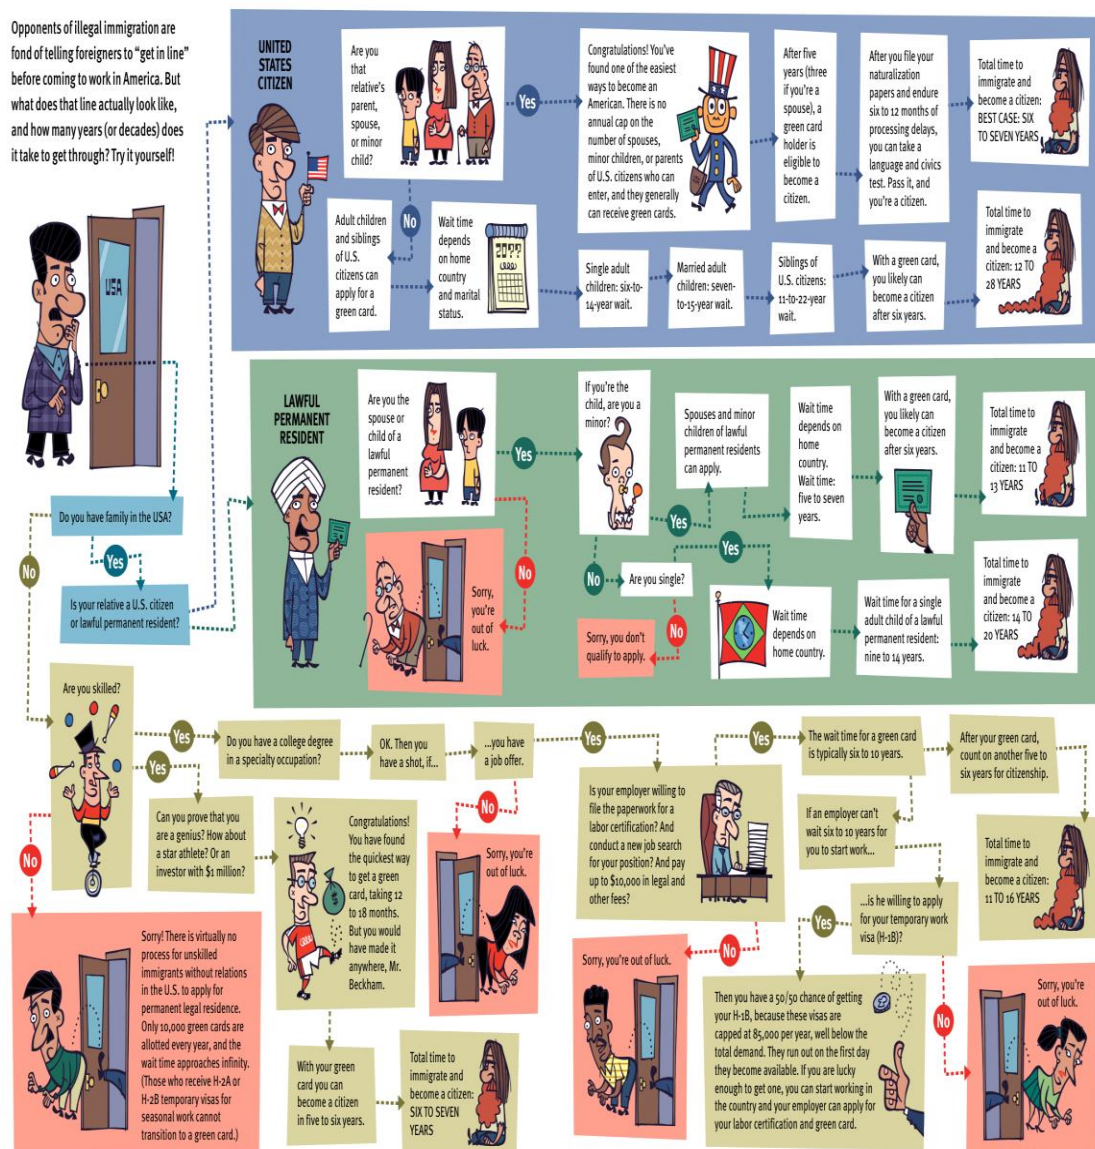 Opponents of illegal immigration are
fond of telling foreigners to “get in line”
before coming to work in America. But
what does that line actually look like,
and how many years (or decades) does
it take to get through? Try it yourself!
USA
Do you have family in the USA?
No
Yes
Is your relative a U.S. citizen
or lawful permanent resident?
UNITED
STATES
CITIZEN
Are you
that
relative's
parent,
spouse,
or minor
child?
Yes
Congratulations! You've
found one of the easiest
ways to become an
American. There is no
annual cap on the
number of spouses,
minor children, or parents
of U.S. citizens who can
enter, and they generally
can receive green cards.
After five
years (three
if you're a
spouse), a
green card
holder is
eligible to
become a
citizen.
After you file your
naturalization
papers and endure
six to 12 months of
processing delays,
you can take a
language and civics
test. Pass it, and
you're a citizen.
Total time to
immigrate and
become a citizen:
BEST CASE: SIX
TO SEVEN YEARS
No
Adult children
and siblings
of U.S.
citizens can
apply for a
green card.
Wait time
depends
on home
country
and marital
status.
20??
Single adult
children: six-to-
14-year wait.
Married adult
children: seven-
to-15-year wait.
Siblings of
U.S. citizens:
11-to-22-year
wait.
With a green card,
you likely can
become a citizen
after six years.
Total time to
immigrate
and become a
citizen: 12 TO
28 YEARS
LAWFUL
PERMANENT
RESIDENT
Are you the
spouse or
child of a
lawful
permanent
resident?
Yes
No
Sorry,
you're
out of
luck.
If you're the
child, are you a
minor?
Yes
Spouses and minor
children of lawful
permanent residents
can apply.
Wait time
depends on
home
country.
Wait time:
five to seven
years.
With a green card,
you likely can
become a citizen
after six years.
Total time to
immigrate
and become a
citizen: 11 TO
13 YEARS
No
Are you single?
Yes
No
Sorry, you don't
qualify to apply.
Wait time
depends on
home country.
Wait time for a single
adult child of a lawful
permanent resident:
nine to 14 years.
Total time to
immigrate
and become a
citizen: 14 TO
20 YEARS
Are you skilled?
Yes
Yes
No
Do you have a college degree
in a specialty occupation?
OK. Then you
have a shot, if...
...you have
a job offer.
Yes
No
Sorry, you're
out of luck.
Can you prove that you
are a genius? How about
a star athlete? Or an
investor with $1 million?
Congratulations!
You have found
the quickest way
to get a green
card, taking 12
to 18 months.
But you would
have made it
anywhere, Mr.
Beckham.
$
With your green
card you can
become a citizen
in five to six years.
Total time to
immigrate and
become a citizen:
SIX TO SEVEN
YEARS
Sorry! There is virtually no
process for unskilled
immigrants without relations
in the U.S. to apply for
permanent legal residence.
Only 10,000 green cards are
allotted every year, and the
wait time approaches infinity.
(Those who receive H-2A or
H-2B temporary visas for
seasonal work cannot
transition to a green card.)
Is your employer willing to
file the paperwork for a
labor certification? And
conduct a new job search
for your position? And pay
up to $10,000 in legal and
other fees?
Yes
No
Sorry, you're out of luck.
The wait time for a green card
is typically six to 10 years.
After your green card,
count on another five to
six years for citizenship.
Total time to
immigrate and
become a citizen:
11 TO 16 YEARS
If an employer can't
wait six to 10 years for
you to start work...
...is he willing to apply
for your temporary work
visa (H-1B)?
Yes
No
Then you have a 50/50 chance of getting
your H-1B, because these visas are
capped at 85,000 per year, well below the
total demand. They run out on the first day
they become available. If you are lucky
enough to get one, you can start working in
the country and your employer can apply for
your labor certification and green card.
Sorry, you're
out of luck.